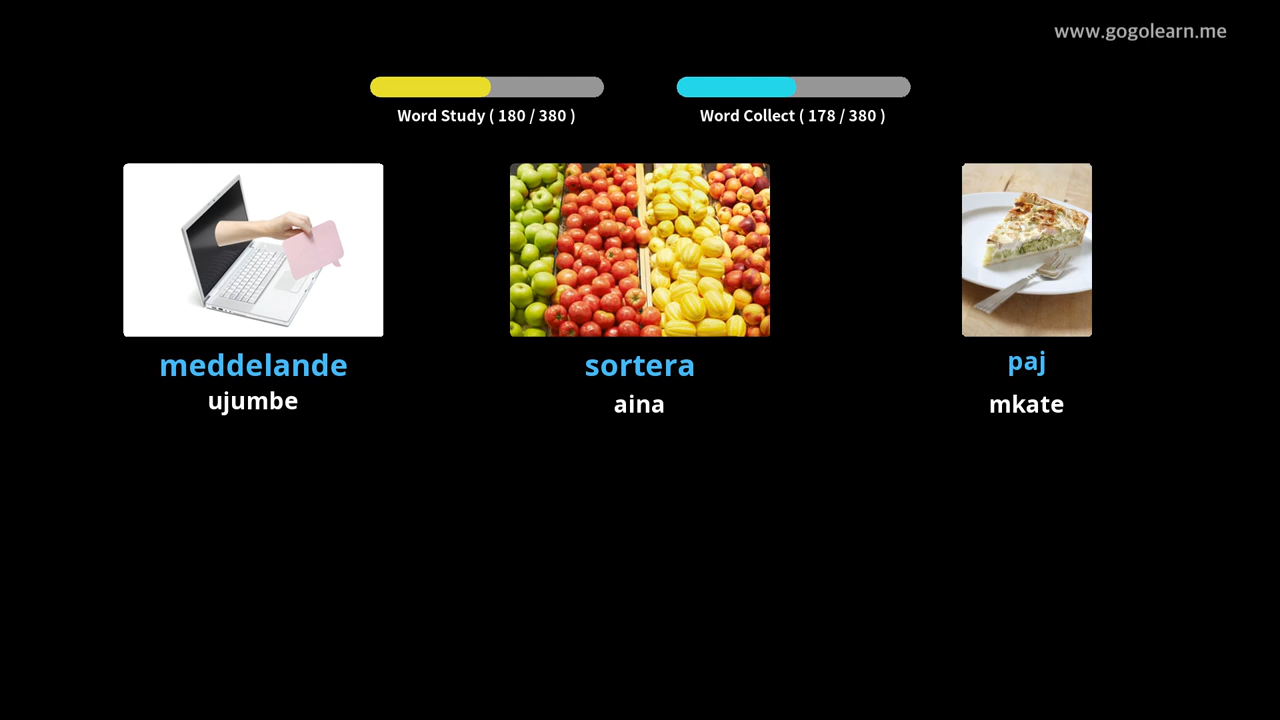 www.gogolearn.me
Word Study ( 180 / 380 )
Word Collect ( 178 / 380 )
meddelande
ujumbe
sortera
aina
paj
mkate